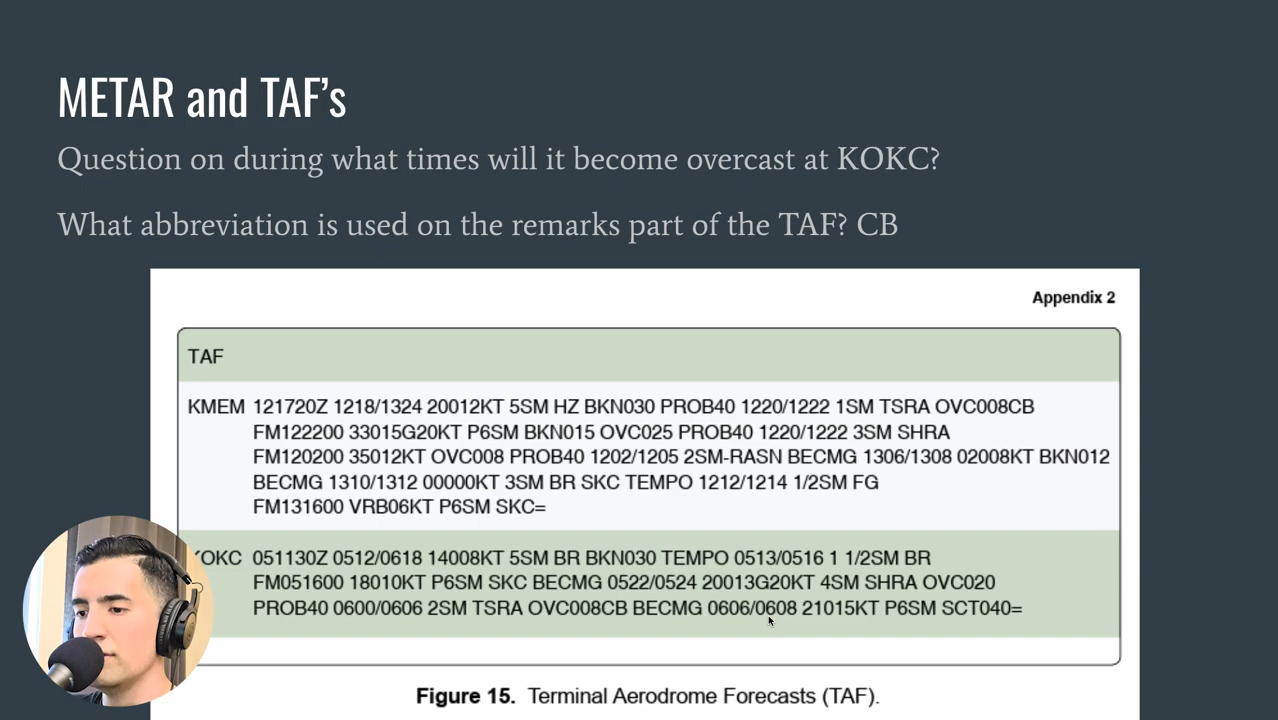 METAR and TAF's
Question on during what times will it become overcast at KOKC?
What abbreviation is used on the remarks part of the TAF? CB
Appendix 2
TAF
KMEM 121720Z 1218/1324 20012KT 5SM HZ BKN030 PROB40 1220/1222 1SM TSRA OVC008CB
FM122200 33015G20KT P6SM BKN015 OVC025 PROB40 1220/1222 3SM SHRA
FM120200 35012KT OVC008 PROB40 1202/1205 2SM-RASN BECMG 1306/1308 02008KT BKN012
BECMG 1310/1312 00000KT 3SM BR SKC TEMPO 1212/1214 1/2SM FG
FM131600 VRB06KT P6SM SKC=
KOKC 051130Z 0512/0618 14008KT 5SM BR BKN030 TEMPO 0513/0516 1 1/2SM BR
FM051600 18010KT P6SM SKC BECMG 0522/0524 20013G20KT 4SM SHRA OVC020
PROB40 0600/0606 2SM TSRA OVC008CB BECMG 0606/0608 21015KT P6SM SCT040=
Figure 15. Terminal Aerodrome Forecasts (TAF).